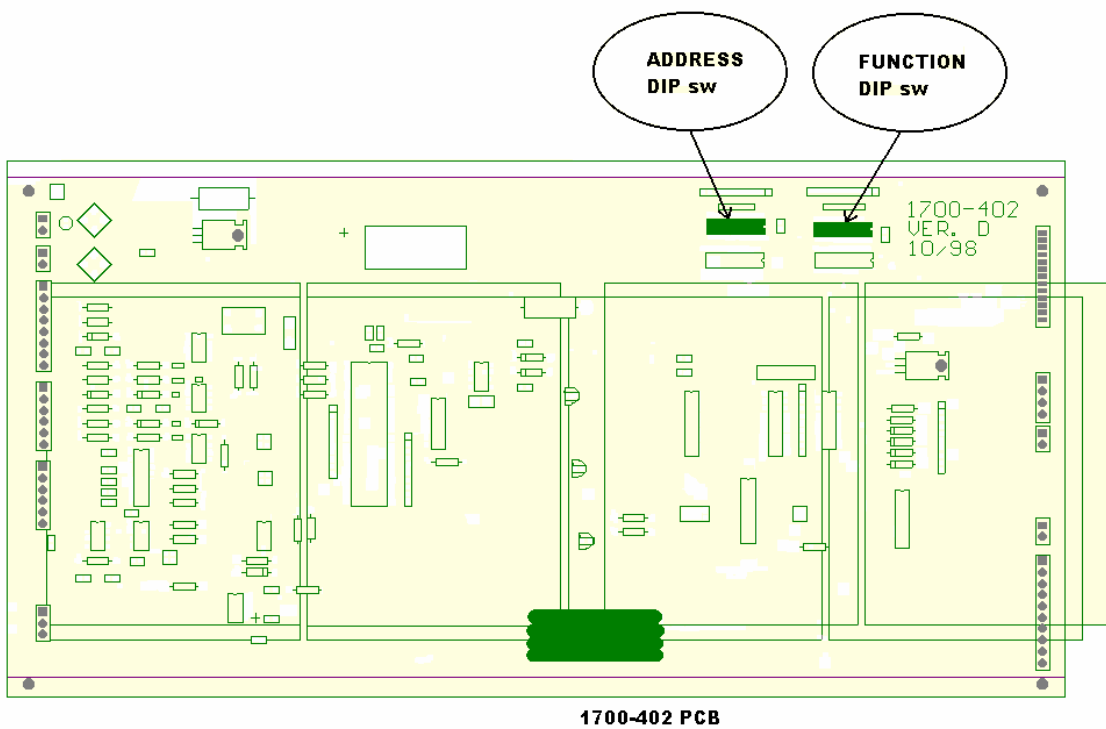 ADDRESS
DIP sw
FUNCTION
DIP sw
1700-402
VER. D
10/98
+
+
1700-402 PCB